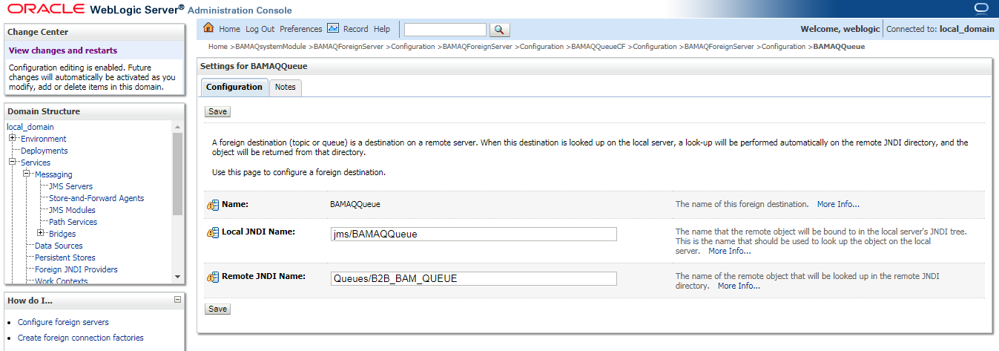 ORACLE WebLogic Server® Administration Console
Change Center
View changes and restarts
Configuration editing is enabled. Future
changes will automatically be activated as you
modify, add or delete items in this domain.
Domain Structure
local_domain
Environment
Deployments
Services
Messaging
JMS Servers
Store-and-Forward Agents
JMS Modules
Path Services
Bridges
Data Sources
Persistent Stores
Foreign JNDI Providers
Work Contexts
How do I...
Configure foreign servers
Create foreign connection factories
Home Log Out Preferences Record Help
Welcome, weblogic Connected to: local_domain
Home >BAMAQsystemModule >BAMAQForeignServer >Configuration >BAMAQForeignServer >Configuration >BAMAQQueueCF >Configuration >BAMAQForeignServer >Configuration >BAMAQQueue
Settings for BAMAQQueue
Configuration Notes
Save
A foreign destination (topic or queue) is a destination on a remote server. When this destination is looked up on the local server, a look-up will be performed automatically on the remote JNDI directory, and the
object will be returned from that directory.
Use this page to configure a foreign destination.
Name: BAMAQQueue The name of this foreign destination. More Info...
Local JNDI Name: jms/BAMAQQueue The name that the remote object will be bound to in the local server's JNDI tree.
This is the name that should be used to look up the object on the local
server. More Info...
Remote JNDI Name: Queues/B2B_BAM_QUEUE The name of the remote object that will be looked up in the remote JNDI
directory. More Info...
Save